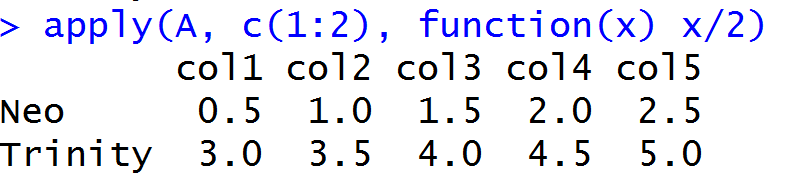 > apply(A, c(1:2), function(x) x/2)
        col1 col2 col3 col4 col5
Neo      0.5  1.0  1.5  2.0  2.5
Trinity  3.0  3.5  4.0  4.5  5.0